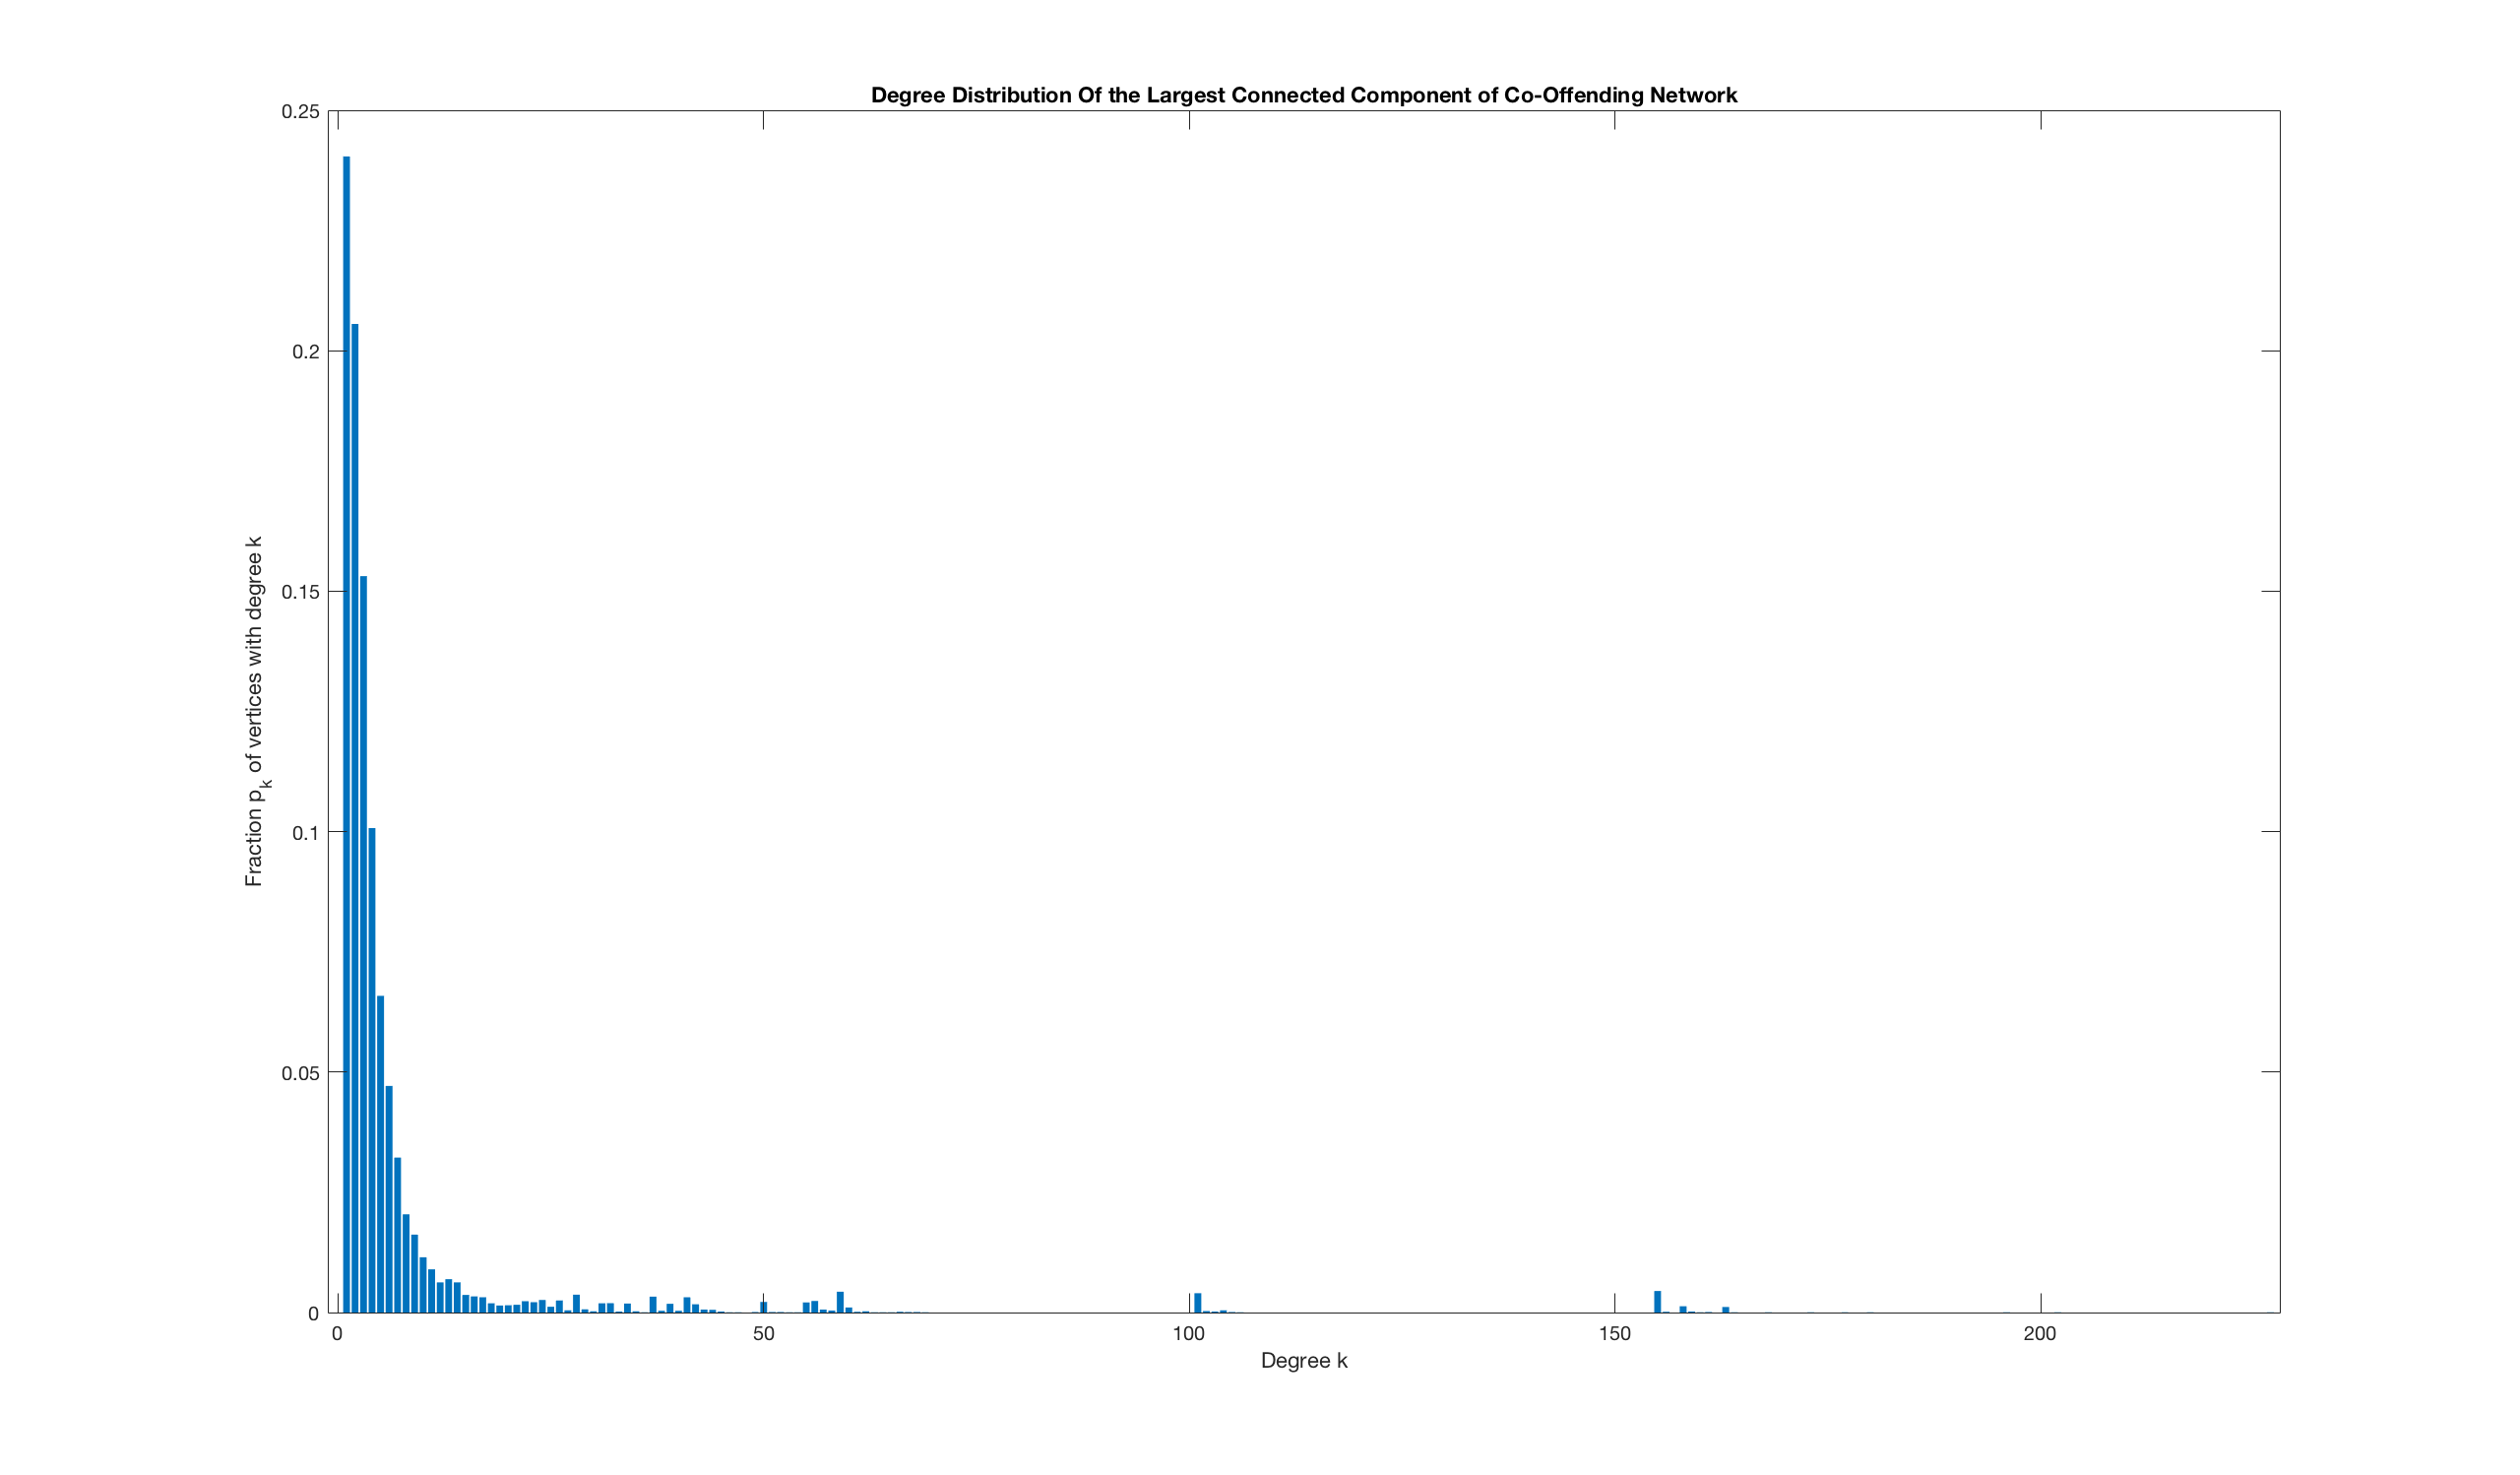 Degree Distribution Of the Largest Connected Component of Co-Offending Network
0.25
0.2
0.15
0.1
0.05
0
Fraction pk of vertices with degree k
0 50 100 150 200
Degree k